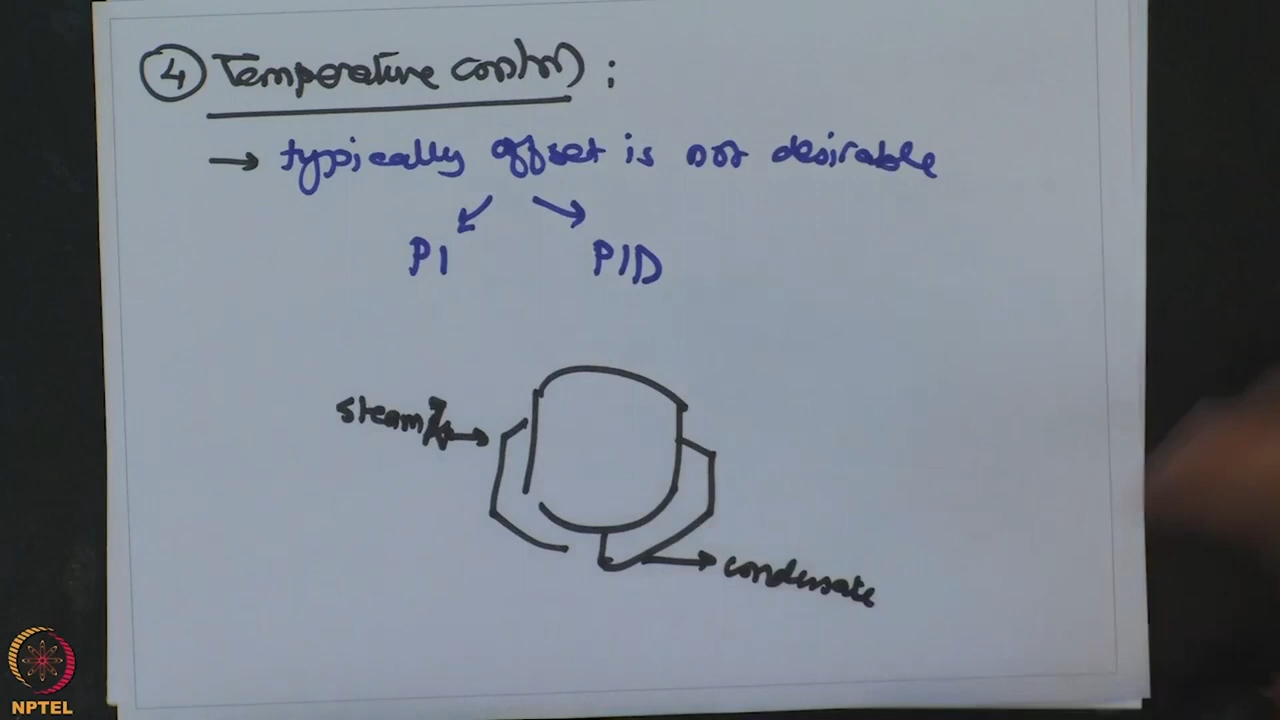 ④ Temperature control :
→ typically offset is not desirable
PI PID
steam
condensate
NPTEL